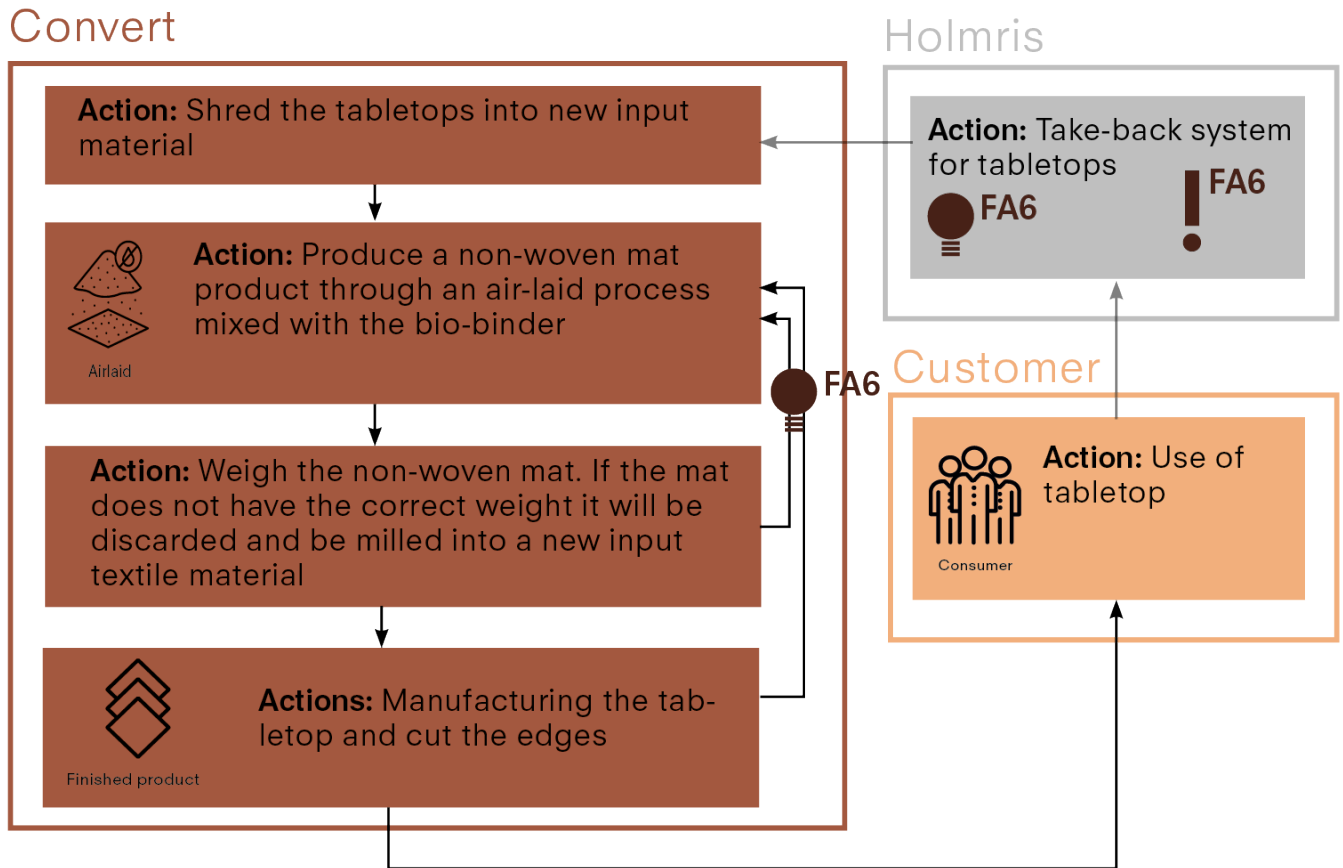 Convert
Action: Shred the tabletops into new input
material
Action: Produce a non-woven mat
product through an air-laid process
mixed with the bio-binder
Airlaid
FA6
Action: Weigh the non-woven mat. If the mat
does not have the correct weight it will be
discarded and be milled into a new input
textile material
Actions: Manufacturing the tab-
letop and cut the edges
Finished product
Holmris
Action: Take-back system
for tabletops
FA6
FA6
Customer
Action: Use of
tabletop
Consumer